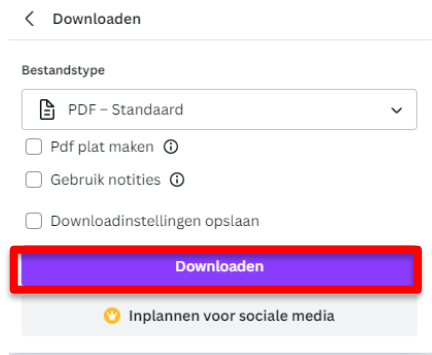 Downloaden
Bestandstype
PDF – Standaard
Pdf plat maken
Gebruik notities
Downloadinstellingen opslaan
Downloaden
Inplannen voor sociale media